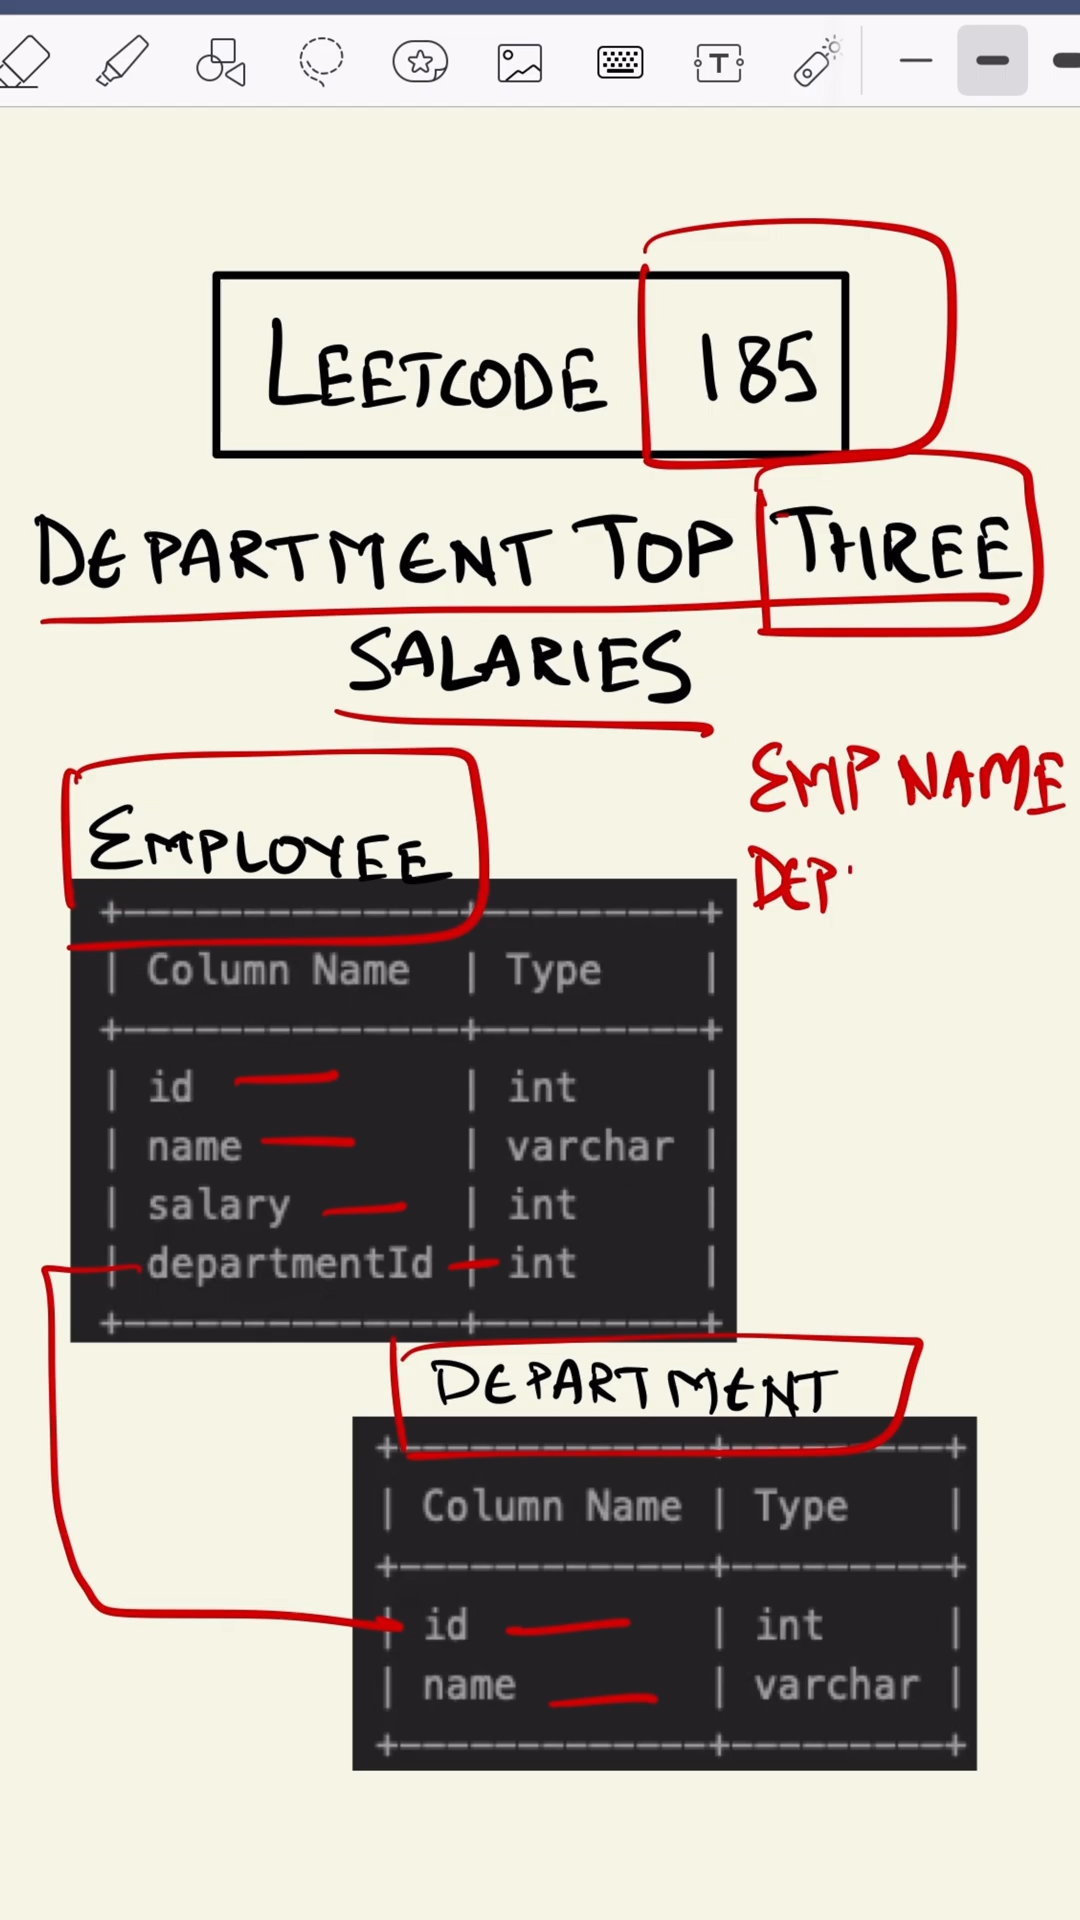 LEETCODE 185
DEPARTMENT TOP THREE
SALARIES
EMP NAME
DEP
EMPLOYEE
+---------------+---------+
| Column Name | Type |
+---------------+---------+
| id | int |
| name | varchar |
| salary | int |
| departmentId | int |
+---------------+---------+
DEPARTMENT
+-------------+---------+
| Column Name | Type |
+-------------+---------+
| id | int |
| name | varchar |
+-------------+---------+